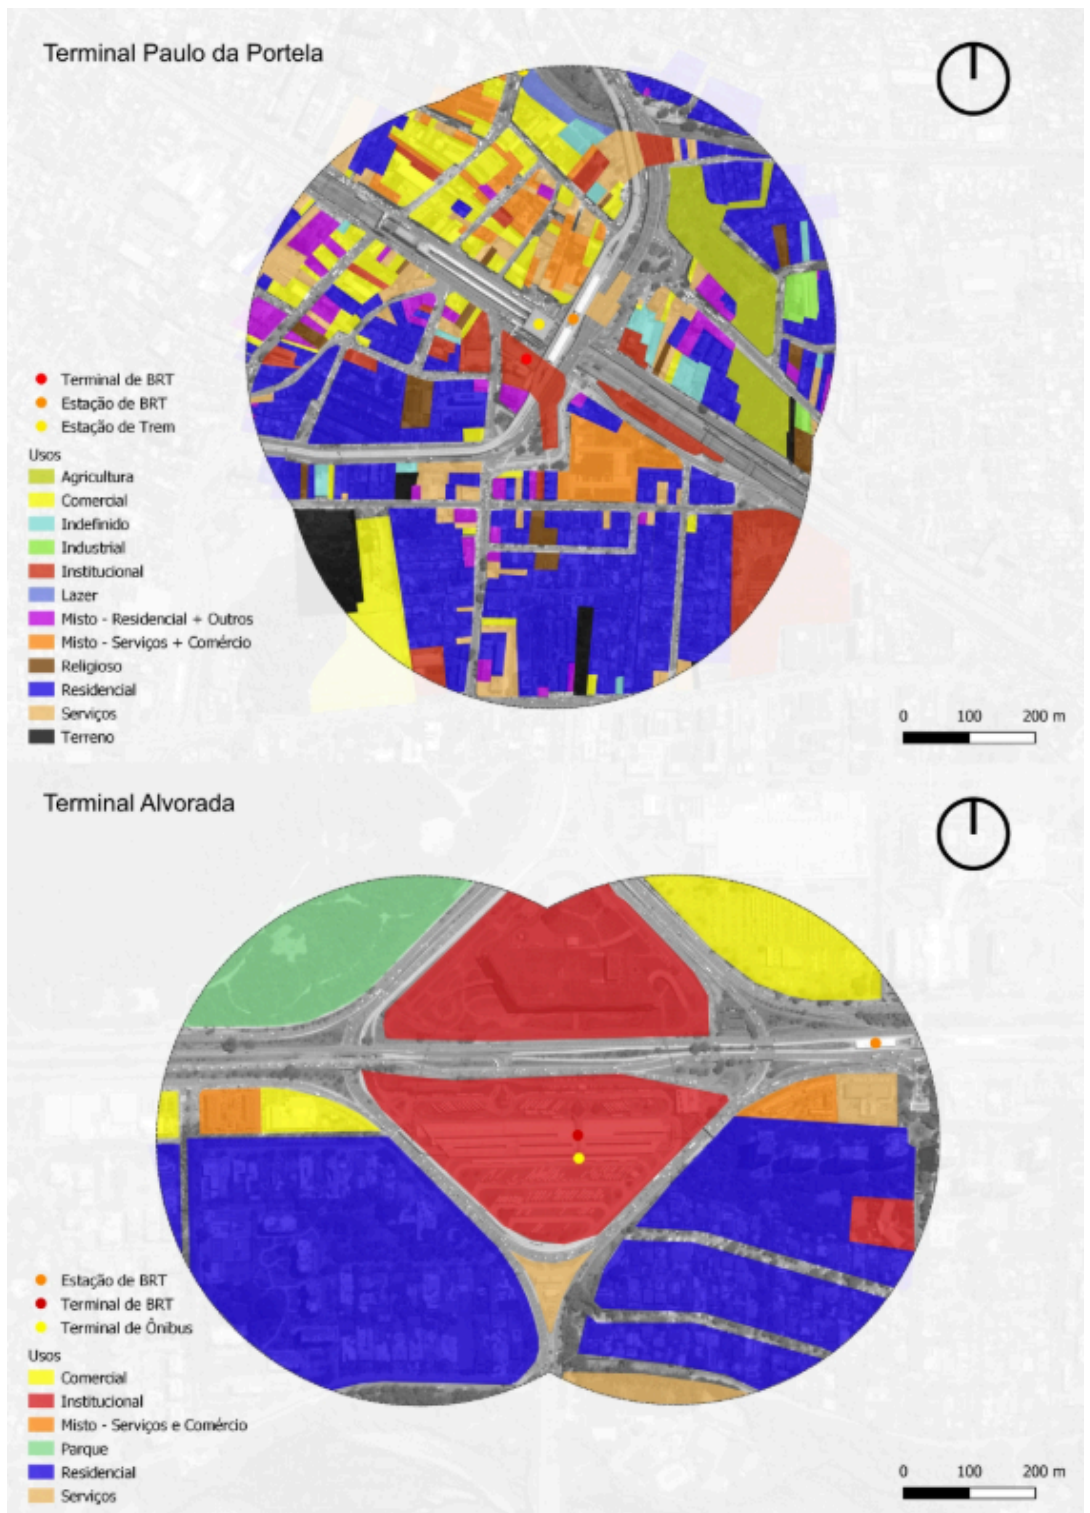 Terminal Paulo da Portela
Terminal de BRT
Estação de BRT
Estação de Trem
Usos
Agricultura
Comercial
Indefinido
Industrial
Institucional
Lazer
Misto - Residencial + Outros
Misto - Serviços + Comércio
Religioso
Residencial
Serviços
Terreno
0 100 200 m
Terminal Alvorada
Estação de BRT
Terminal de BRT
Terminal de Ônibus
Usos
Comercial
Institucional
Misto - Serviços e Comércio
Parque
Residencial
Serviços
0 100 200 m